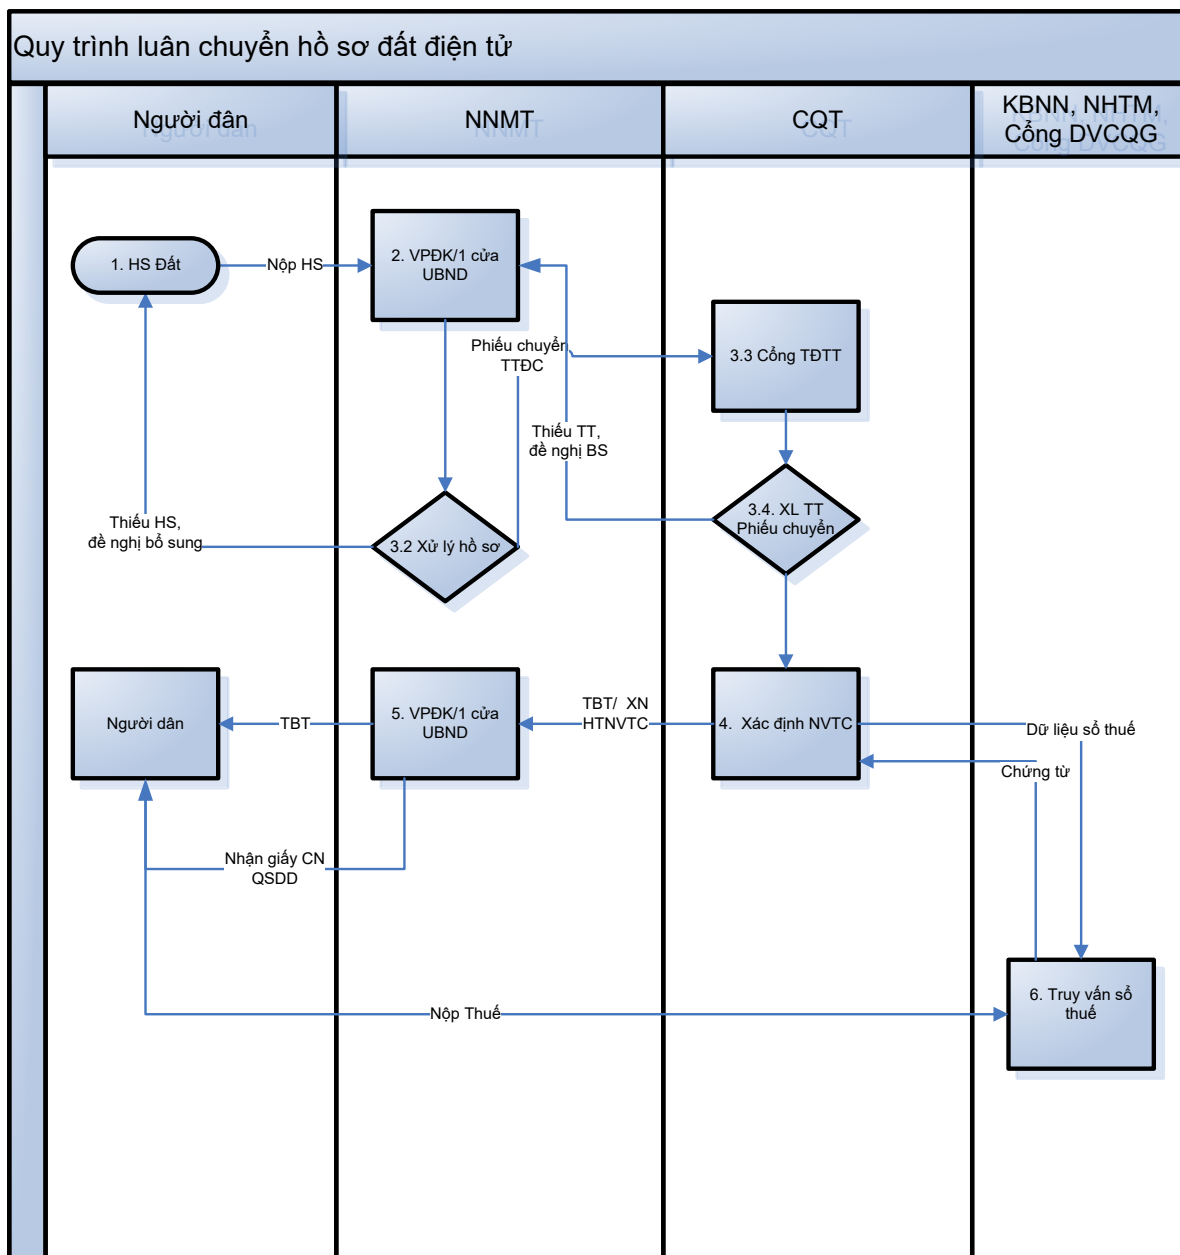 Quy trình luân chuyển hồ sơ đất điện tử
Người dân
NNMT
CQT
KBNN, NHTM,
Cổng DVCQG
1. HS Đất
Nộp HS
2. VPĐK/1 cửa
UBND
Phiếu chuyển
TTĐC
3.3 Cổng TĐTT
Thiếu TT,
đề nghị BS
3.4. XL TT
Phiếu chuyển
Thiếu HS,
đề nghị bổ sung
3.2 Xử lý hồ sơ
Người dân
TBT
5. VPĐK/1 cửa
UBND
TBT/ XN
HTNVTC
4. Xác định NVTC
Dữ liệu sổ thuế
Chứng từ
Nhận giấy CN
QSDD
Nộp Thuế
6. Truy vấn sổ
thuế